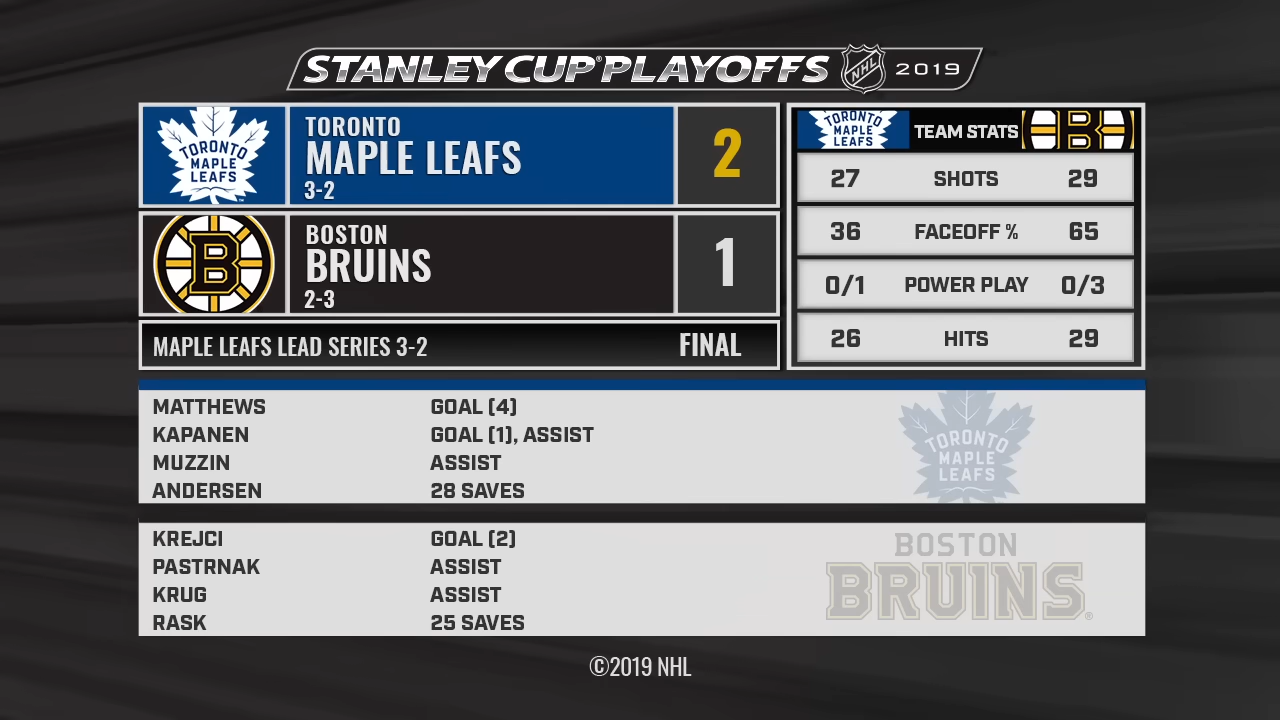 STANLEY CUP® PLAYOFFS NHL 2019
TORONTO MAPLE LEAFS
TORONTO
MAPLE LEAFS
3-2
2
B
BOSTON
BRUINS
2-3
1
MAPLE LEAFS LEAD SERIES 3-2 FINAL
TORONTO MAPLE LEAFS TEAM STATS B
27 SHOTS 29
36 FACEOFF % 65
0/1 POWER PLAY 0/3
26 HITS 29
MATTHEWS GOAL (4)
KAPANEN GOAL (1), ASSIST
MUZZIN ASSIST
ANDERSEN 28 SAVES
TORONTO
MAPLE
LEAFS
KREJCI GOAL (2)
PASTRNAK ASSIST
KRUG ASSIST
RASK 25 SAVES
BOSTON
BRUINS®
©2019 NHL